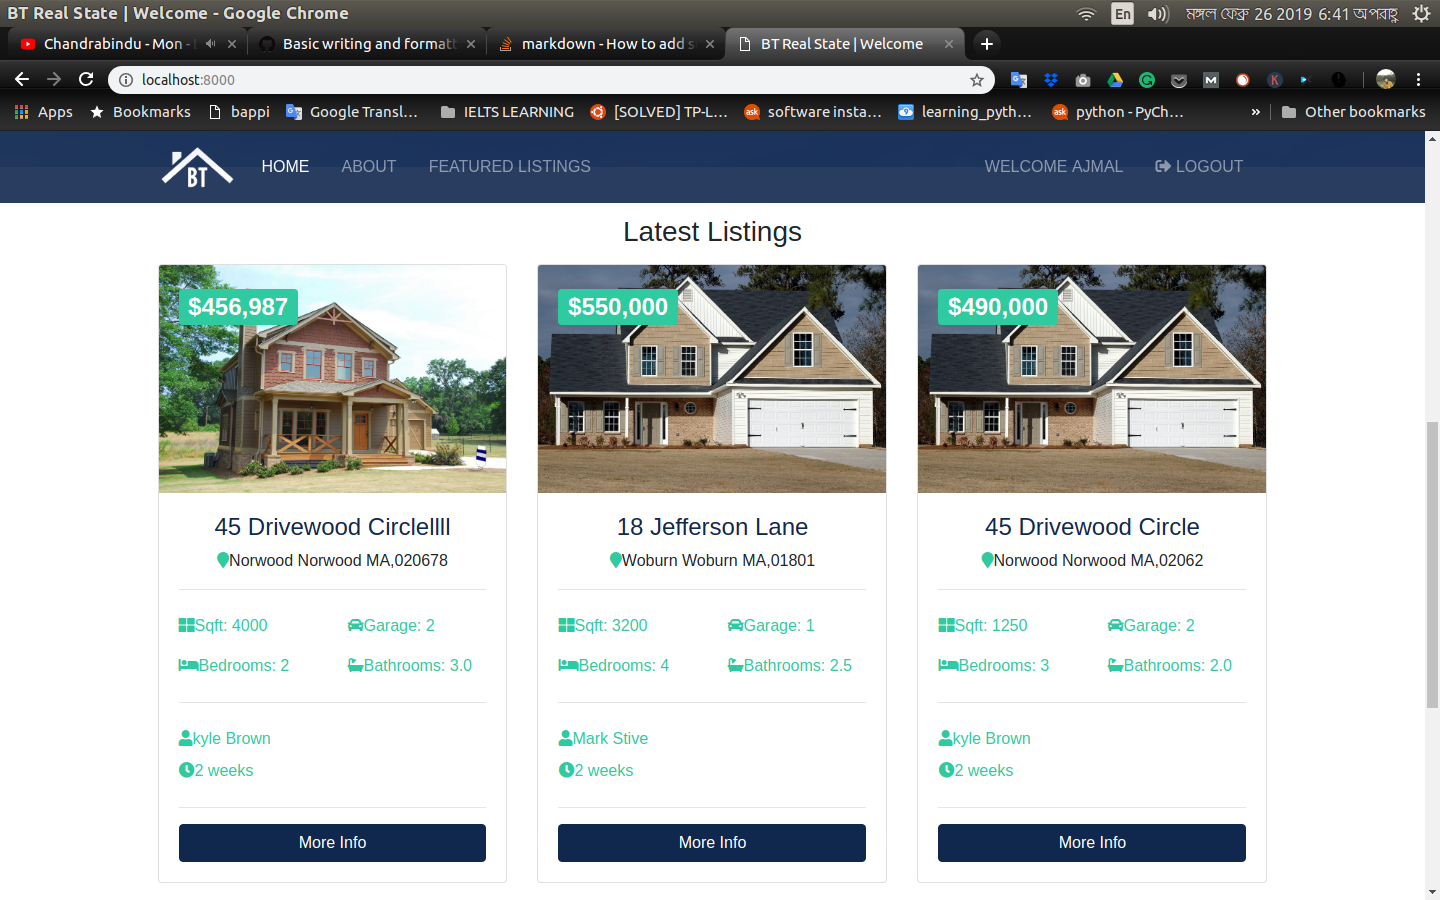 BT Real State | Welcome - Google Chrome
En
মঙ্গল ফেব্রু 26 2019 6:41 অপরাহ্ণ
Chandrabindu - Mon -
Basic writing and formatt
markdown - How to add s
BT Real State | Welcome
localhost:8000
Apps
Bookmarks
bappi
Google Transl...
IELTS LEARNING
[SOLVED] TP-L...
software insta...
learning_pyth...
python - PyCh...
»
Other bookmarks
BT
HOME
ABOUT
FEATURED LISTINGS
WELCOME AJMAL
LOGOUT
Latest Listings
$456,987
45 Drivewood Circlellll
Norwood Norwood MA,020678
Sqft: 4000
Garage: 2
Bedrooms: 2
Bathrooms: 3.0
kyle Brown
2 weeks
More Info
$550,000
18 Jefferson Lane
Woburn Woburn MA,01801
Sqft: 3200
Garage: 1
Bedrooms: 4
Bathrooms: 2.5
Mark Stive
2 weeks
More Info
$490,000
45 Drivewood Circle
Norwood Norwood MA,02062
Sqft: 1250
Garage: 2
Bedrooms: 3
Bathrooms: 2.0
kyle Brown
2 weeks
More Info